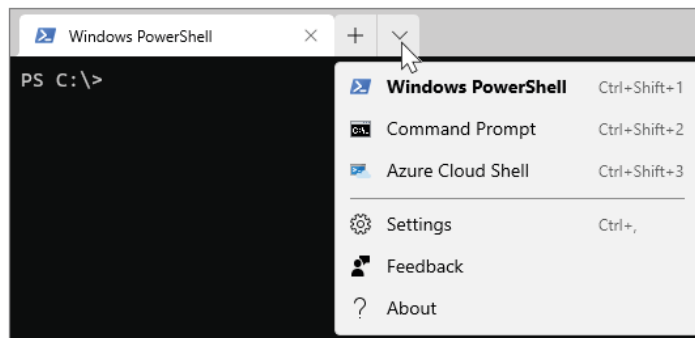 Windows PowerShell
PS C:\>
Windows PowerShell Ctrl+Shift+1
Command Prompt Ctrl+Shift+2
Azure Cloud Shell Ctrl+Shift+3
Settings Ctrl+,
Feedback
About